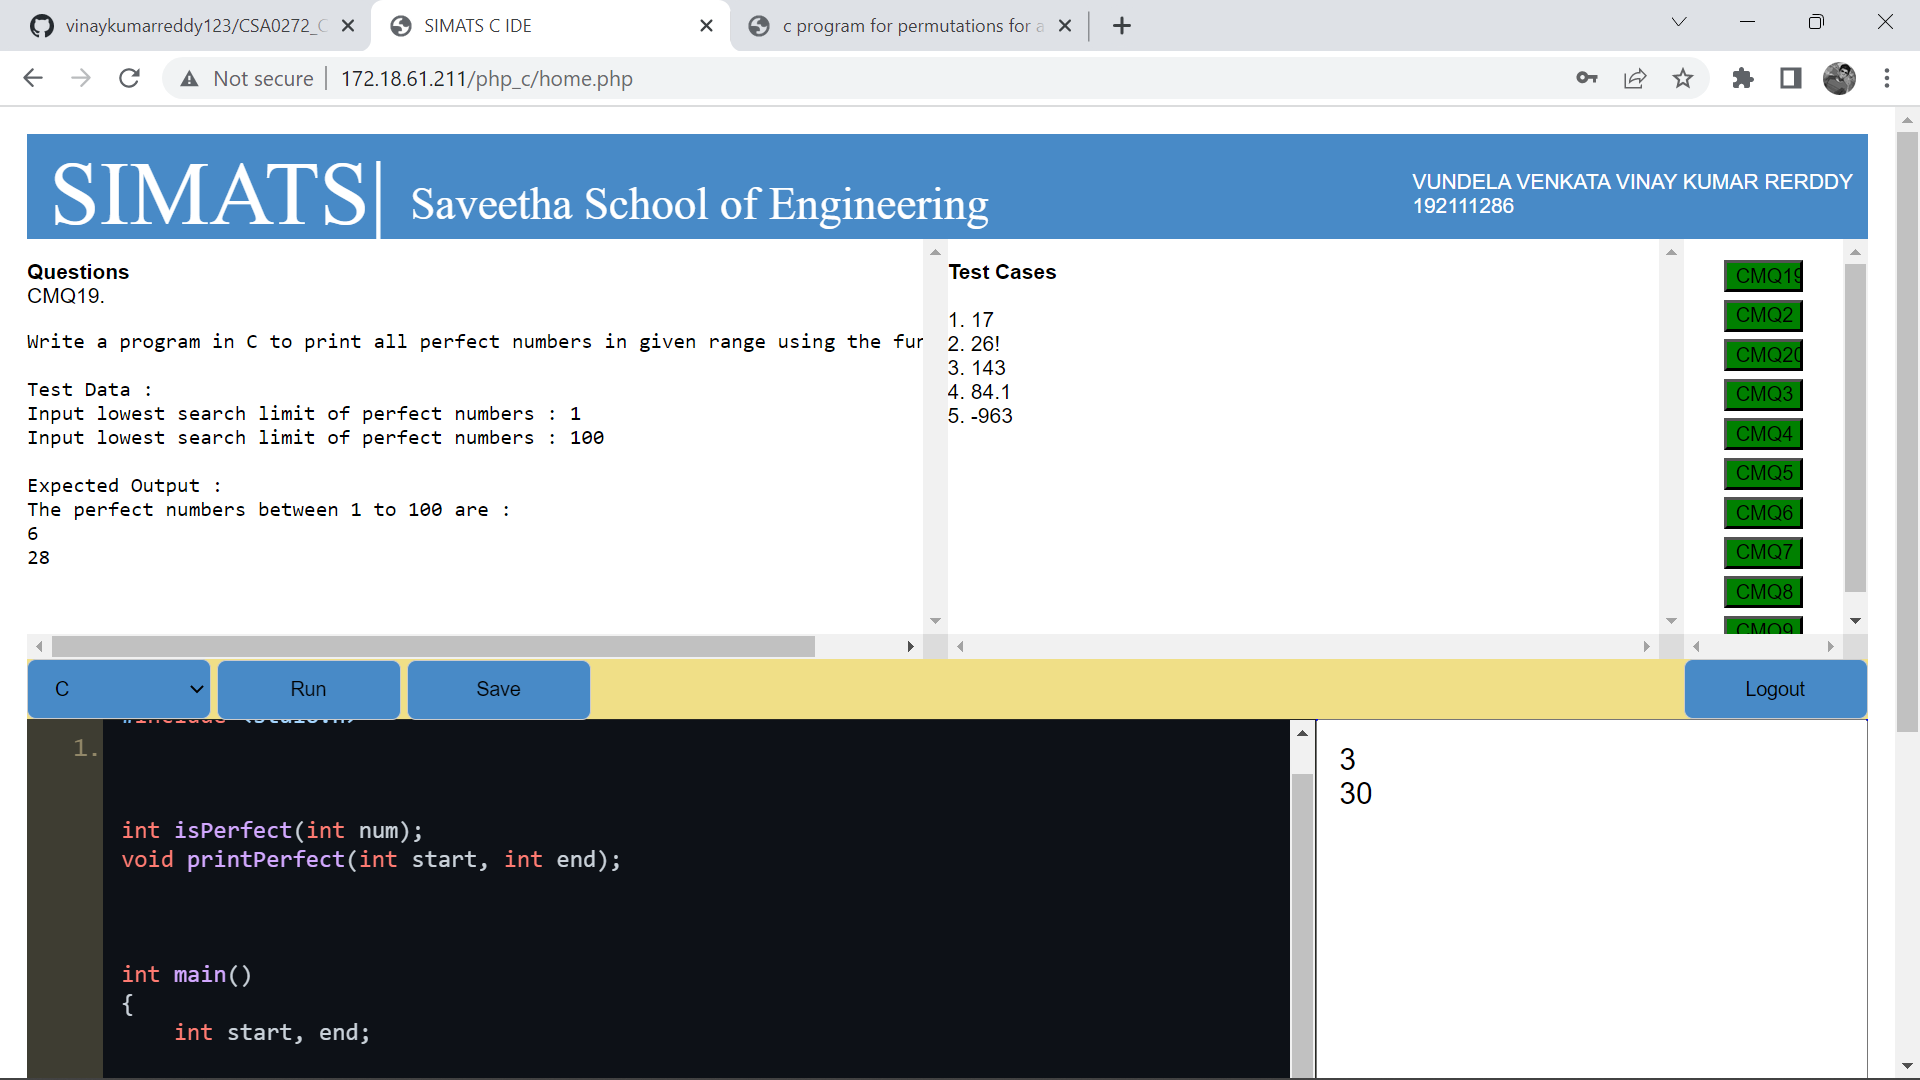 vinaykumarreddy123/CSA0272_C
SIMATS C IDE
c program for permutations for a
Not secure
172.18.61.211/php_c/home.php
SIMATS|
Saveetha School of Engineering
VUNDELA VENKATA VINAY KUMAR RERDDY
192111286
Questions
CMQ19.
Write a program in C to print all perfect numbers in given range using the fur
Test Data :
Input lowest search limit of perfect numbers : 1
Input lowest search limit of perfect numbers : 100
Expected Output :
The perfect numbers between 1 to 100 are :
6
28
Test Cases
1. 17
2. 26!
3. 143
4. 84.1
5. -963
CMQ19
CMQ2
CMQ20
CMQ3
CMQ4
CMQ5
CMQ6
CMQ7
CMQ8
CMQ9
C
Run
Save
Logout
#include <stdio.h>
1.
int isPerfect(int num);
void printPerfect(int start, int end);
int main()
{
int start, end;
3
30